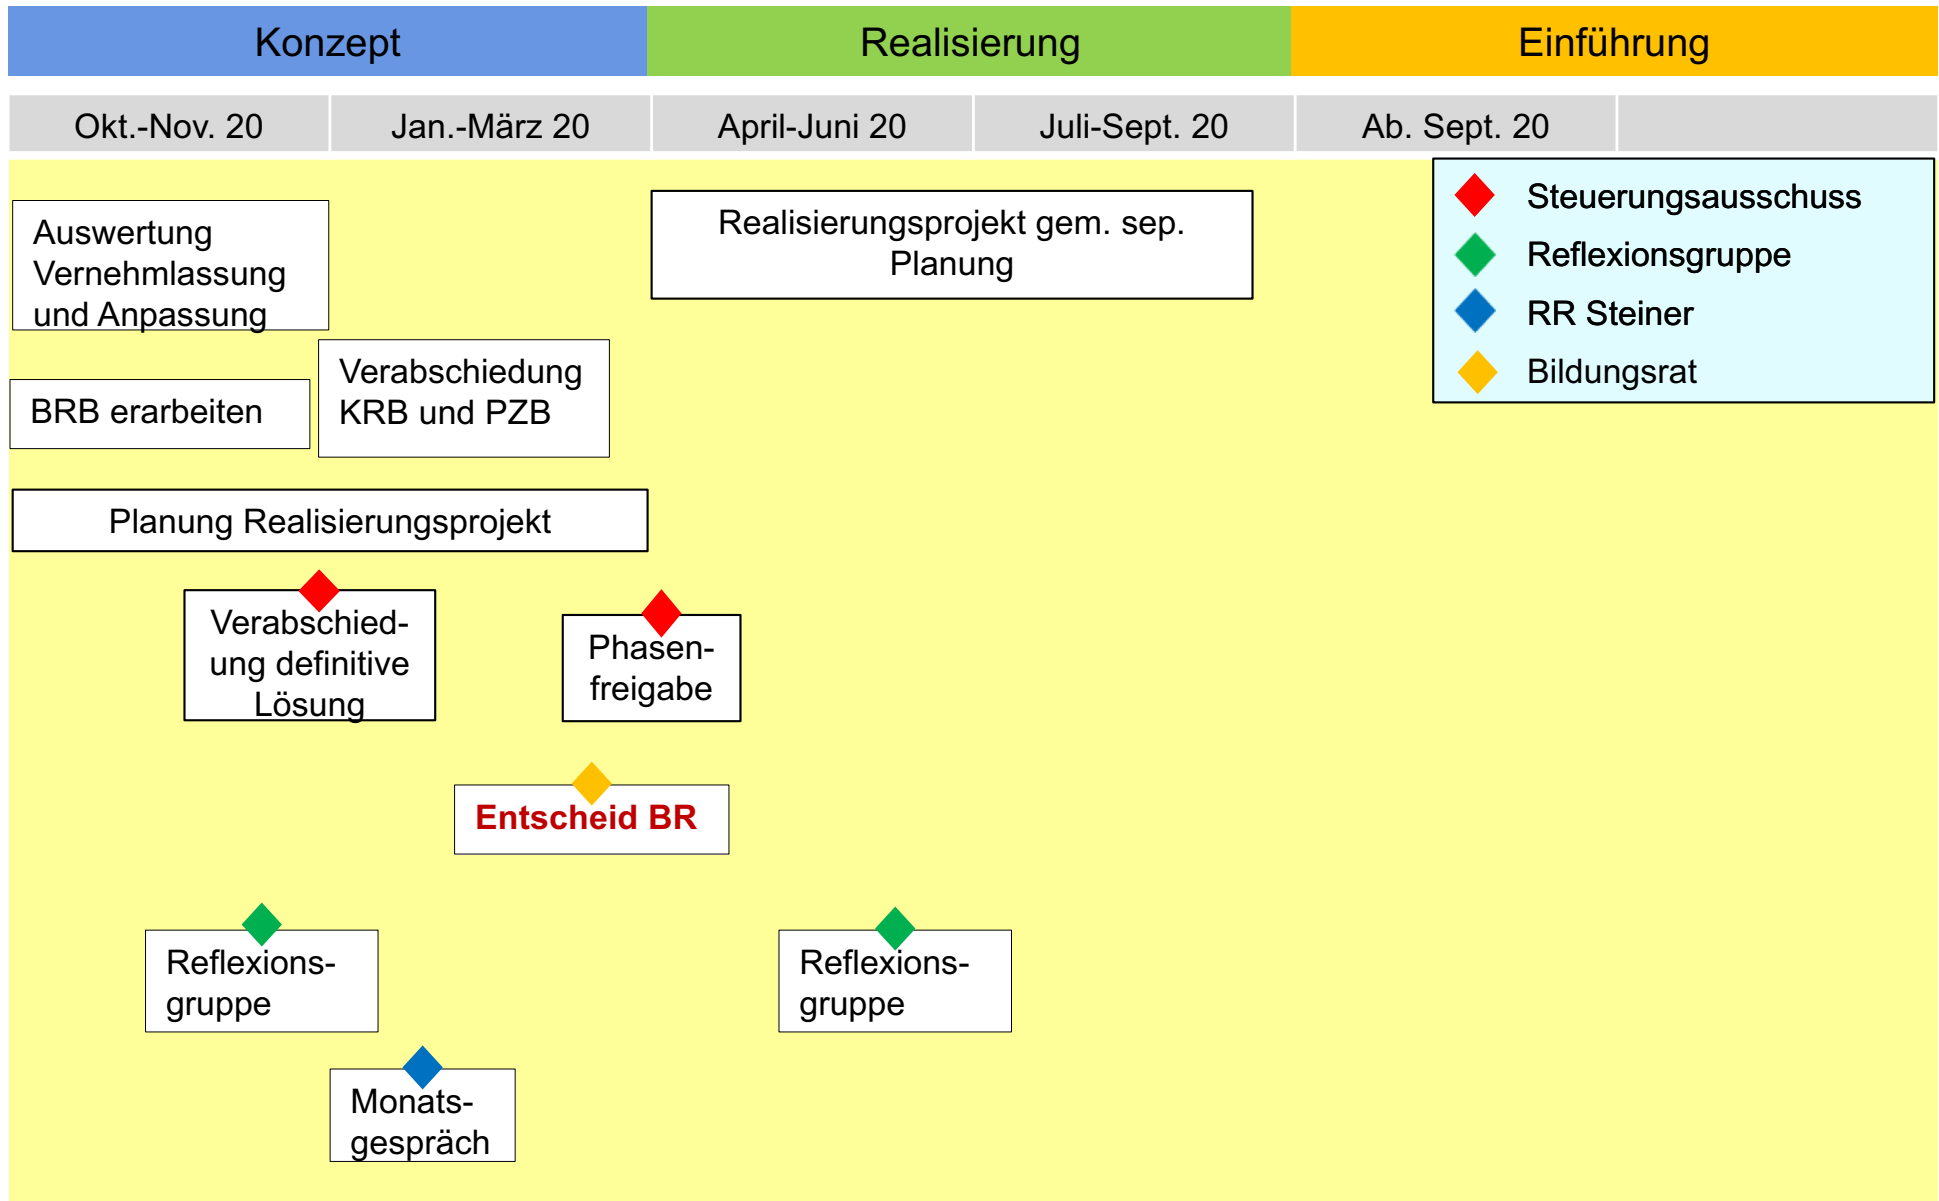 Konzept
Realisierung
Einführung
Okt.-Nov. 20
Jan.-März 20
April-Juni 20
Juli-Sept. 20
Ab. Sept. 20
Auswertung
Vernehmlassung
und Anpassung
Realisierungsprojekt gem. sep.
Planung
Steuerungsausschuss
Reflexionsgruppe
RR Steiner
Bildungsrat
BRB erarbeiten
Verabschiedung
KRB und PZB
Planung Realisierungsprojekt
Verabschied-
ung definitive
Lösung
Phasen-
freigabe
Entscheid BR
Reflexions-
gruppe
Reflexions-
gruppe
Monats-
gespräch